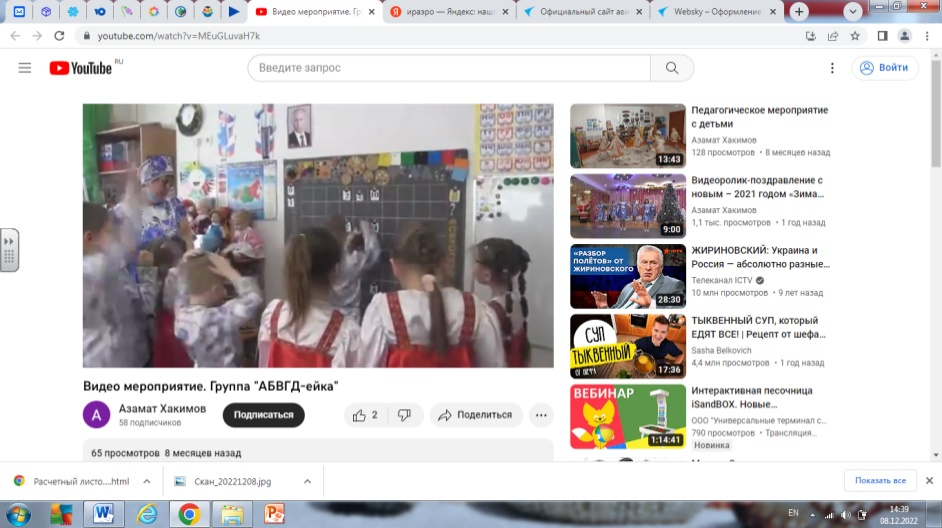 Видео мероприятие. Гр
иразро — Яндекс: наш
Официальный сайт ави
Websky – Оформление
youtube.com/watch?v=MEuGLuvaH7k
YouTube RU
Введите запрос
Войти
Видео мероприятие. Группа "АБВГД-ейка"
А
Азамат Хакимов
58 подписчиков
Подписаться
2
Поделиться
65 просмотров 8 месяцев назад
13:43
Педагогическое мероприятие
с детьми
Азамат Хакимов
128 просмотров • 8 месяцев назад
9:00
Видеоролик-поздравление с
новым – 2021 годом «Зима...
Азамат Хакимов
1,1 тыс. просмотров • 1 год назад
«РАЗБОР
ПОЛЁТОВ» ОТ
ЖИРИНОВСКОГО
28:30
ЖИРИНОВСКИЙ: Украина и
Россия — абсолютно разные...
Телеканал ICTV
10 млн просмотров • 9 лет назад
СУП
ТЫКВЕННЫЙ
17:36
ТЫКВЕННЫЙ СУП, который
ЕДЯТ ВСЕ! | Рецепт от шефа...
Sasha Belkovich
4,4 млн просмотров • 1 год назад
ВЕБИНАР
1:14:41
Интерактивная песочница
iSandBOX. Новые...
ООО "Универсальные терминал с...
790 просмотров • Трансляция...
Новинка
Расчетный листо....html
Скан_20221208.jpg
Показать все
EN
14:39
08.12.2022